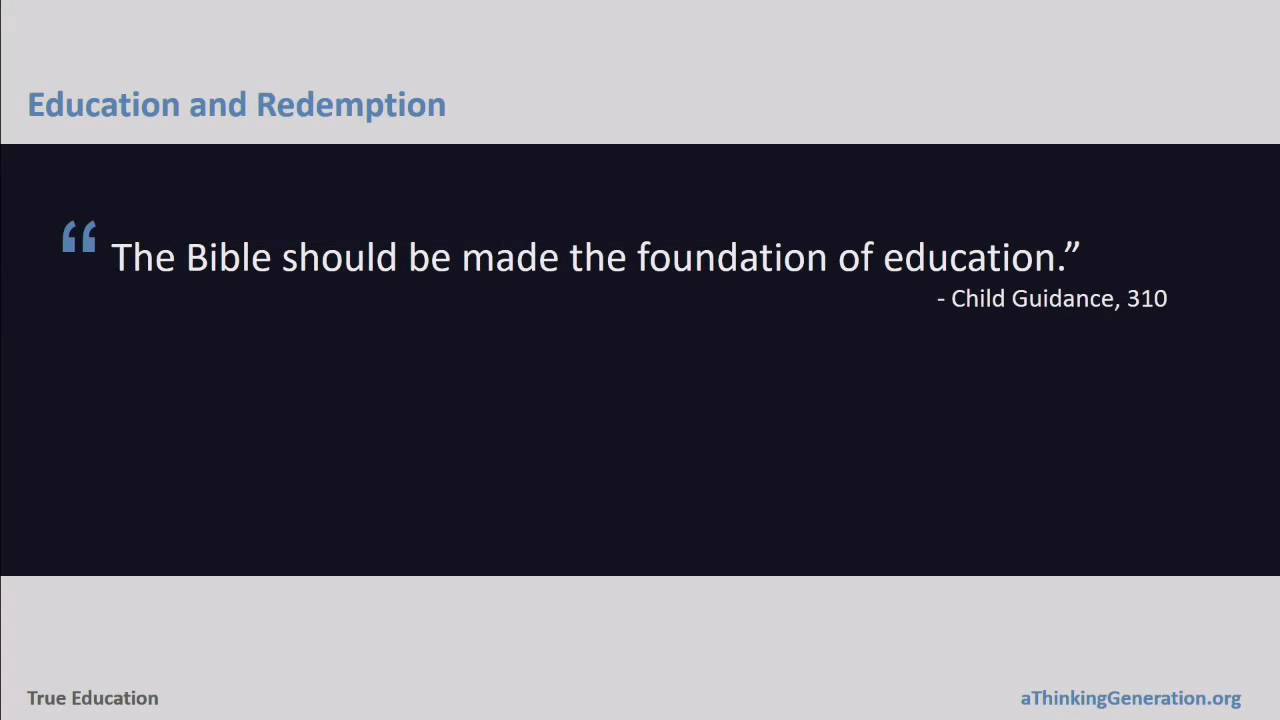 Education and Redemption
“The Bible should be made the foundation of education.”
- Child Guidance, 310
True Education
aThinkingGeneration.org